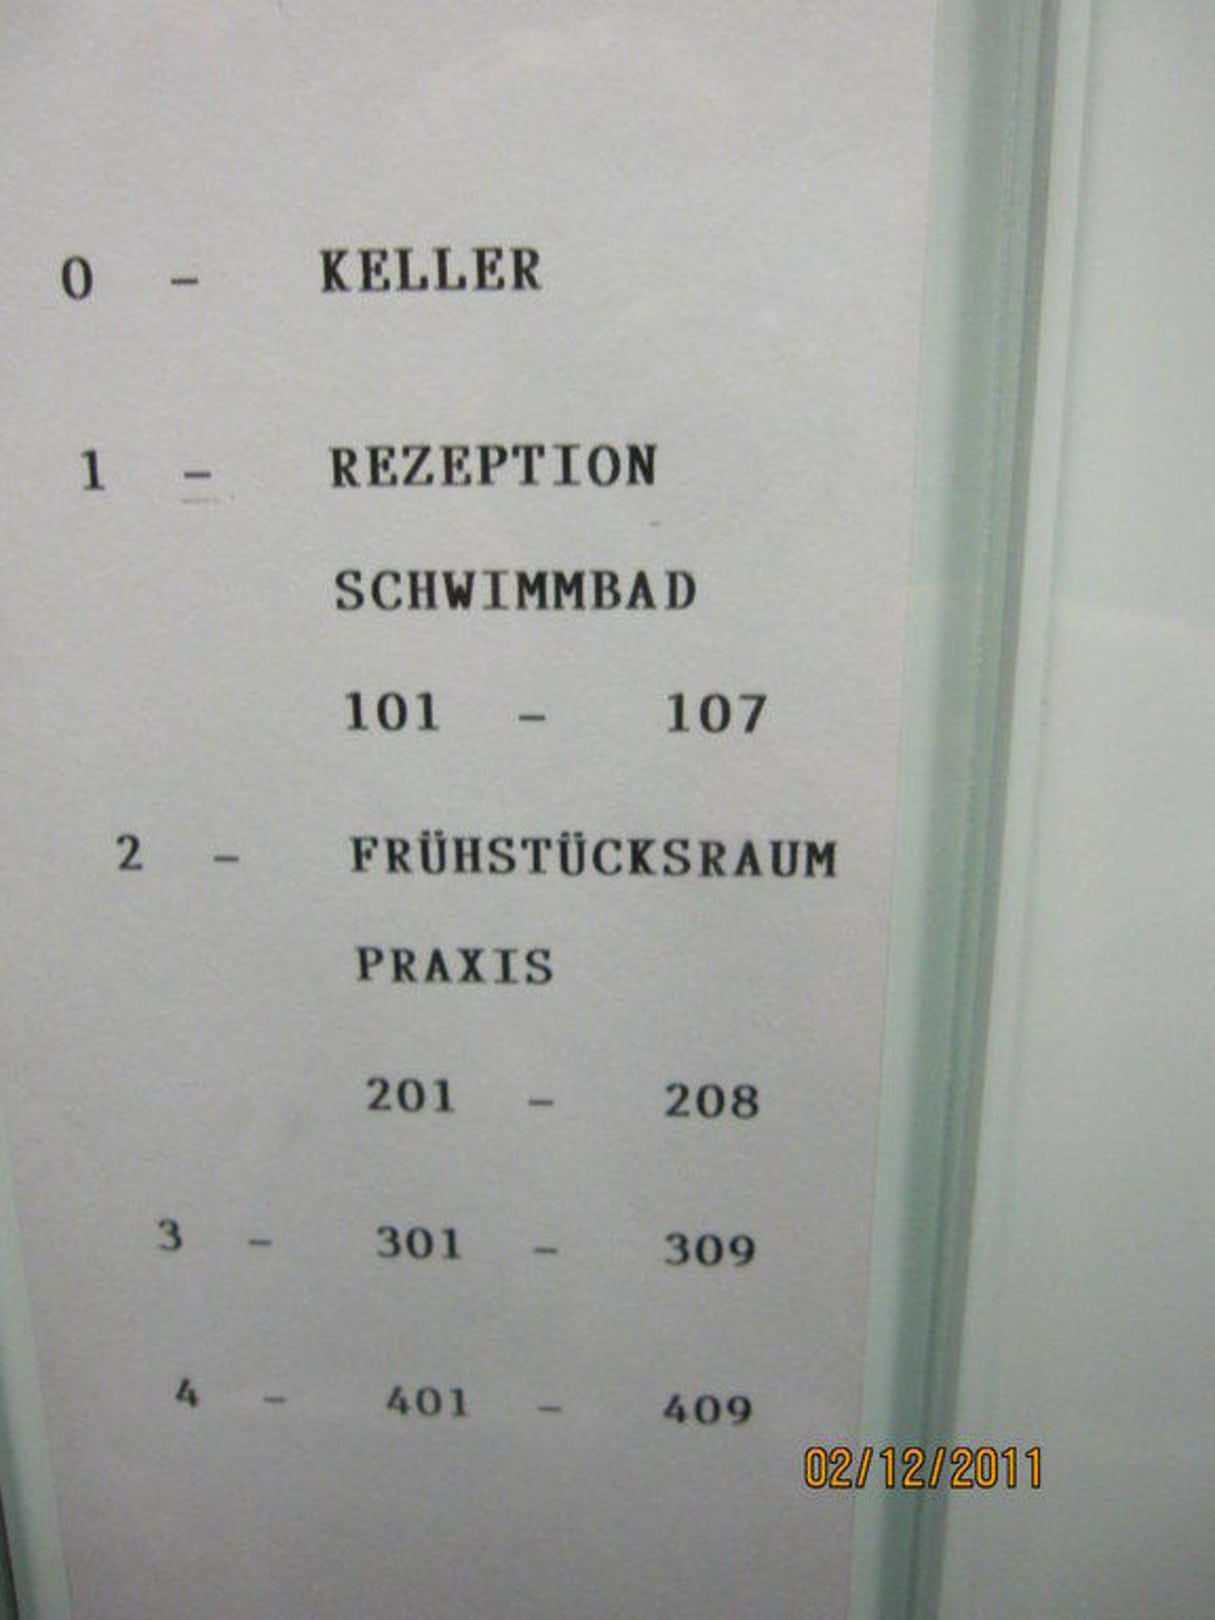 0 - KELLER
1 - REZEPTION
SCHWIMMBAD
101 - 107
2 - FRÜHSTÜCKSRAUM
PRAXIS
201 - 208
3 - 301 - 309
4 - 401 - 409
02/12/2011